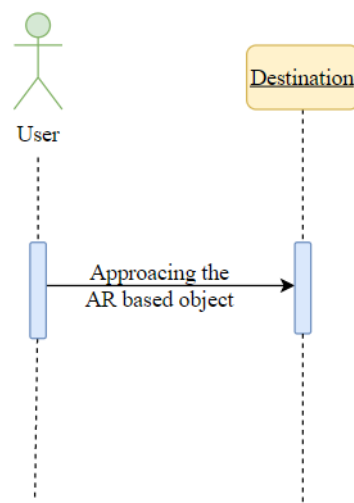 User
Destination
Approacing the
AR based object